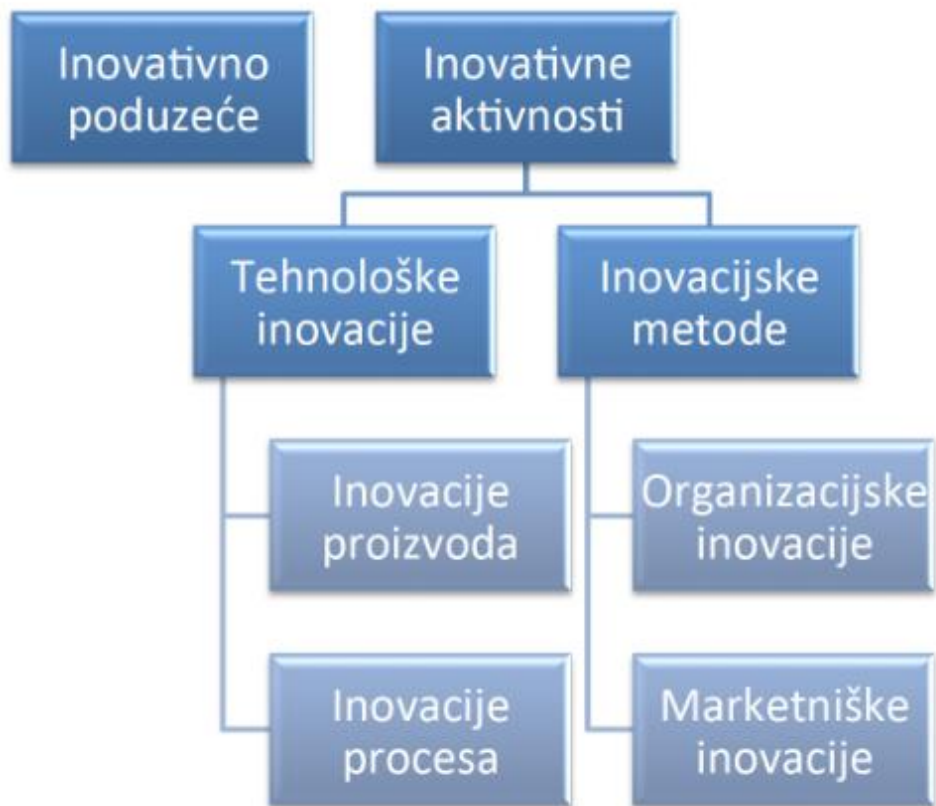 Inovativno
poduzeće
Inovativne
aktivnosti
Tehnološke
inovacije
Inovacijske
metode
Inovacije
proizvoda
Organizacijske
inovacije
Inovacije
procesa
Marketniške
inovacije